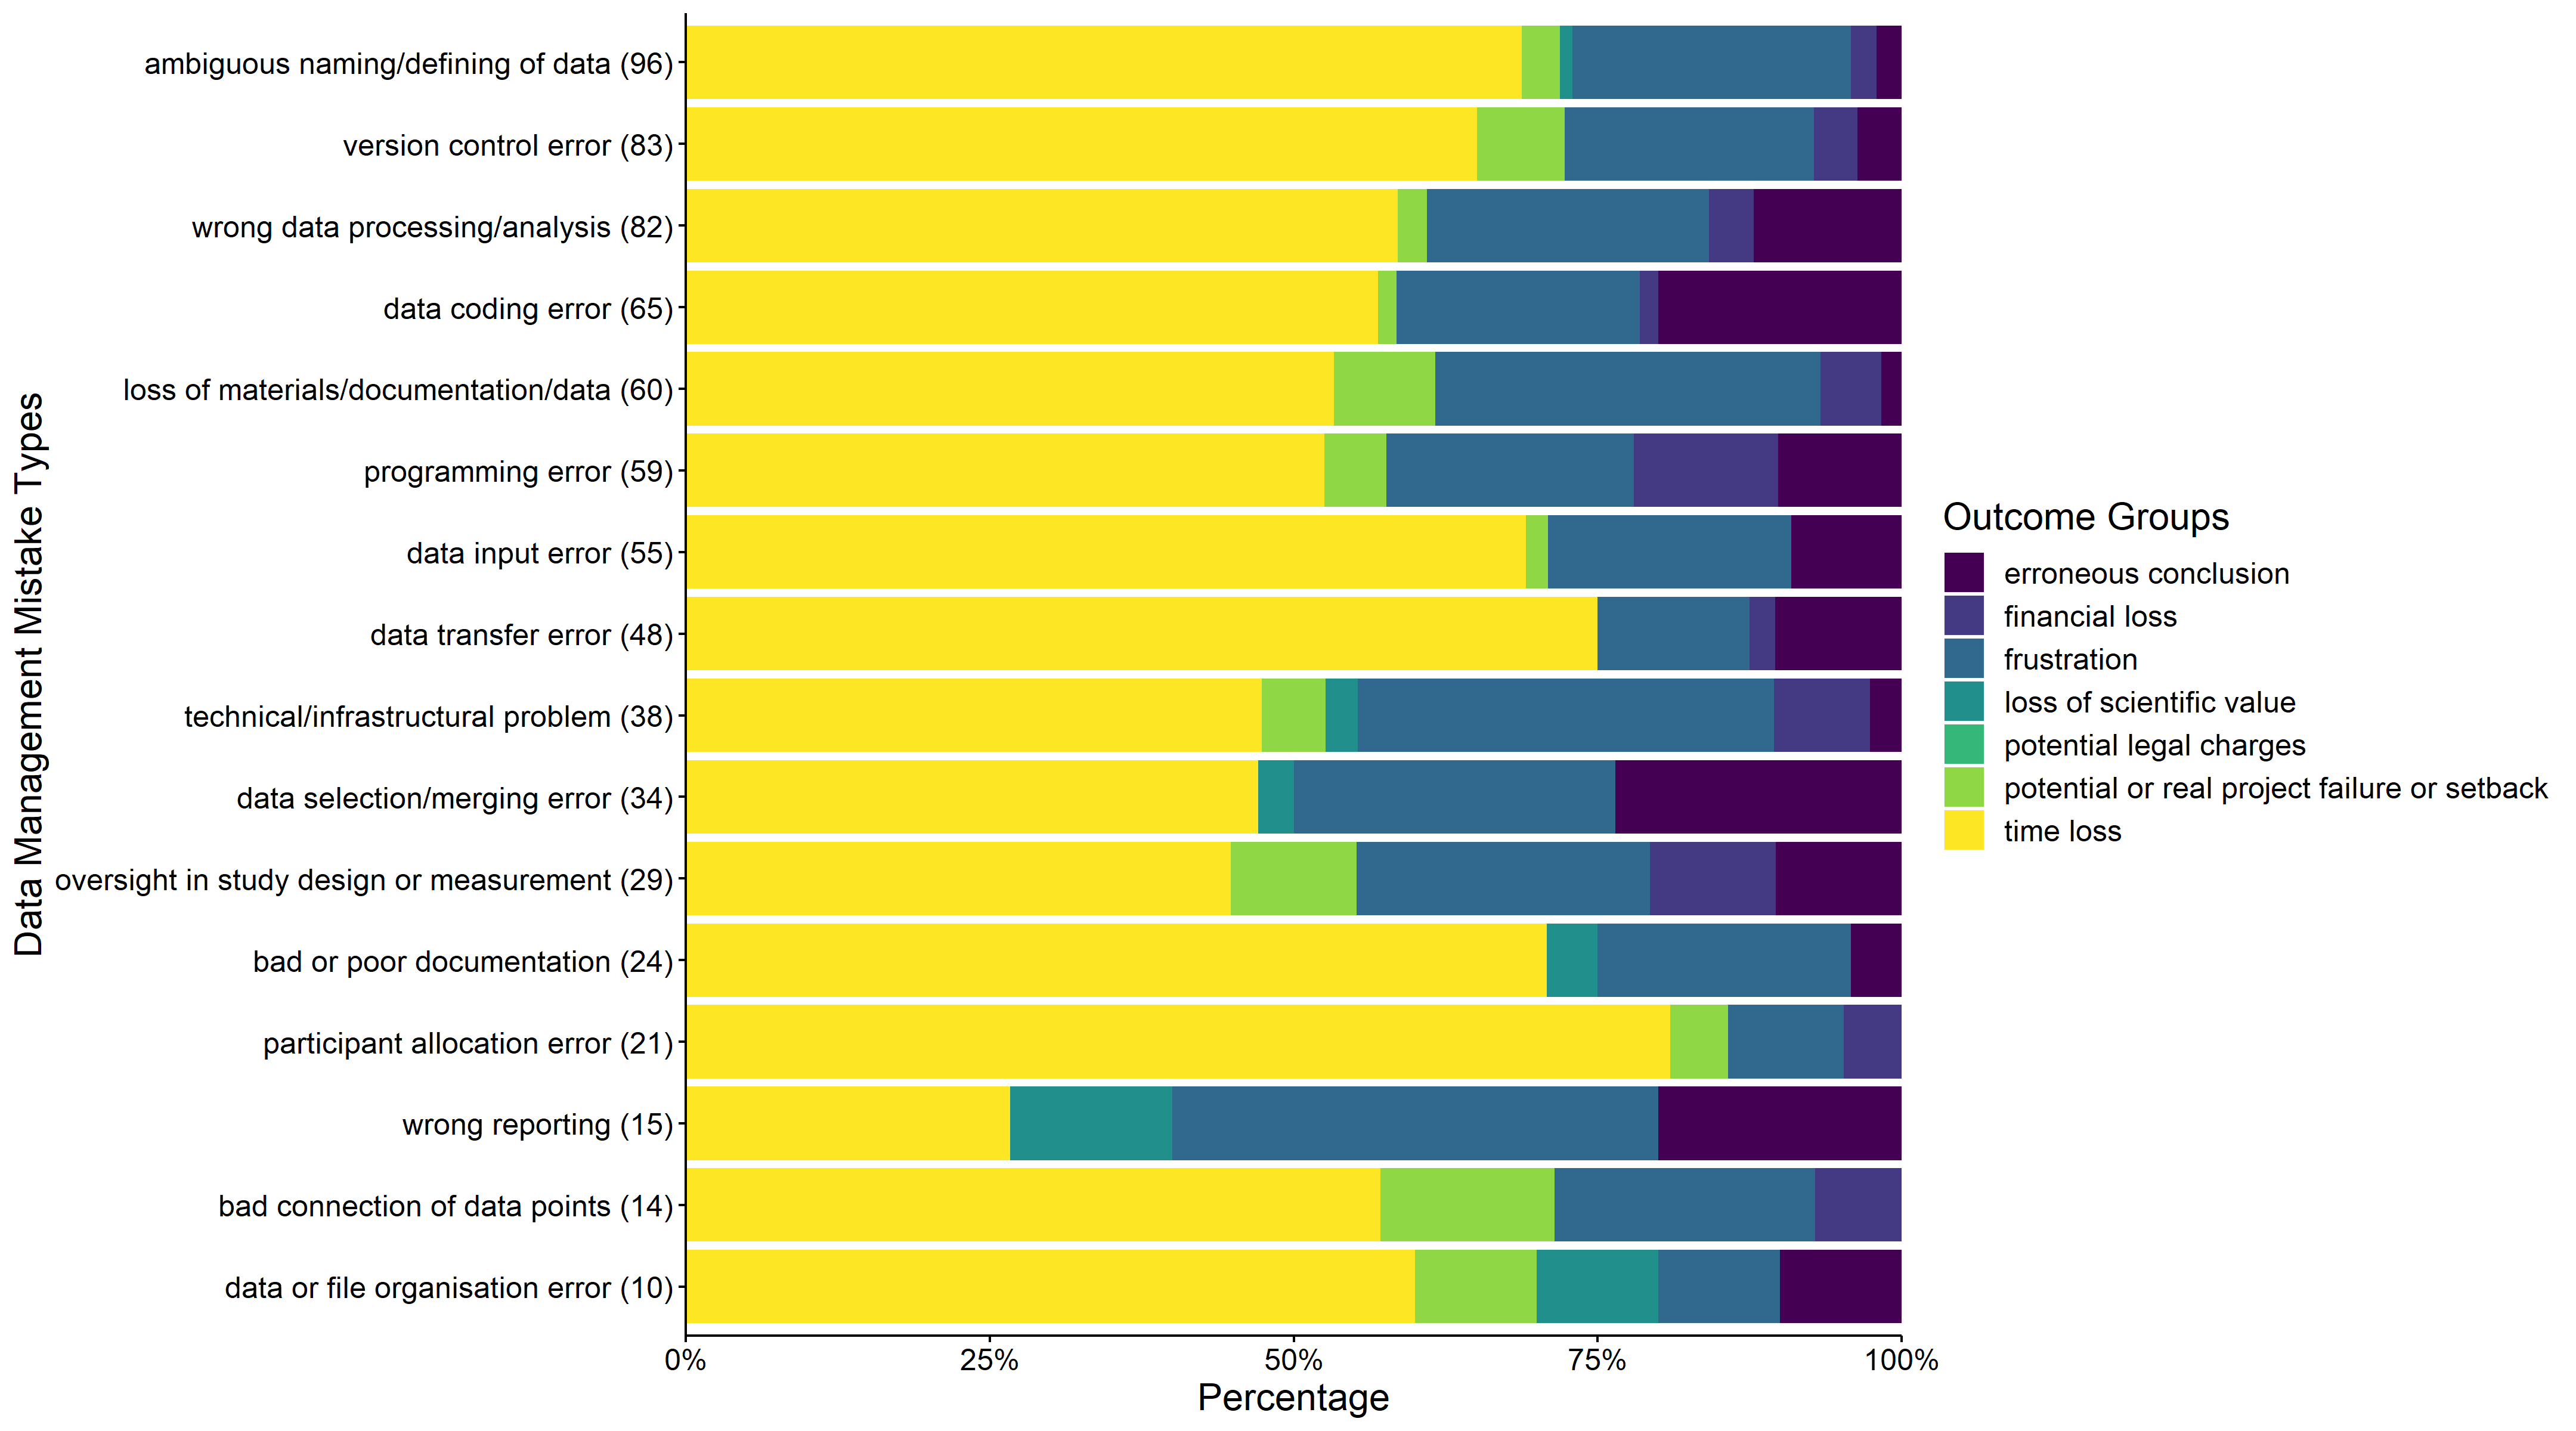 Data Management Mistake Types
ambiguous naming/defining of data (96)
version control error (83)
wrong data processing/analysis (82)
data coding error (65)
loss of materials/documentation/data (60)
programming error (59)
data input error (55)
data transfer error (48)
technical/infrastructural problem (38)
data selection/merging error (34)
oversight in study design or measurement (29)
bad or poor documentation (24)
participant allocation error (21)
wrong reporting (15)
bad connection of data points (14)
data or file organisation error (10)
0% 25% 50% 75% 100%
Percentage
Outcome Groups
erroneous conclusion
financial loss
frustration
loss of scientific value
potential legal charges
potential or real project failure or setback
time loss